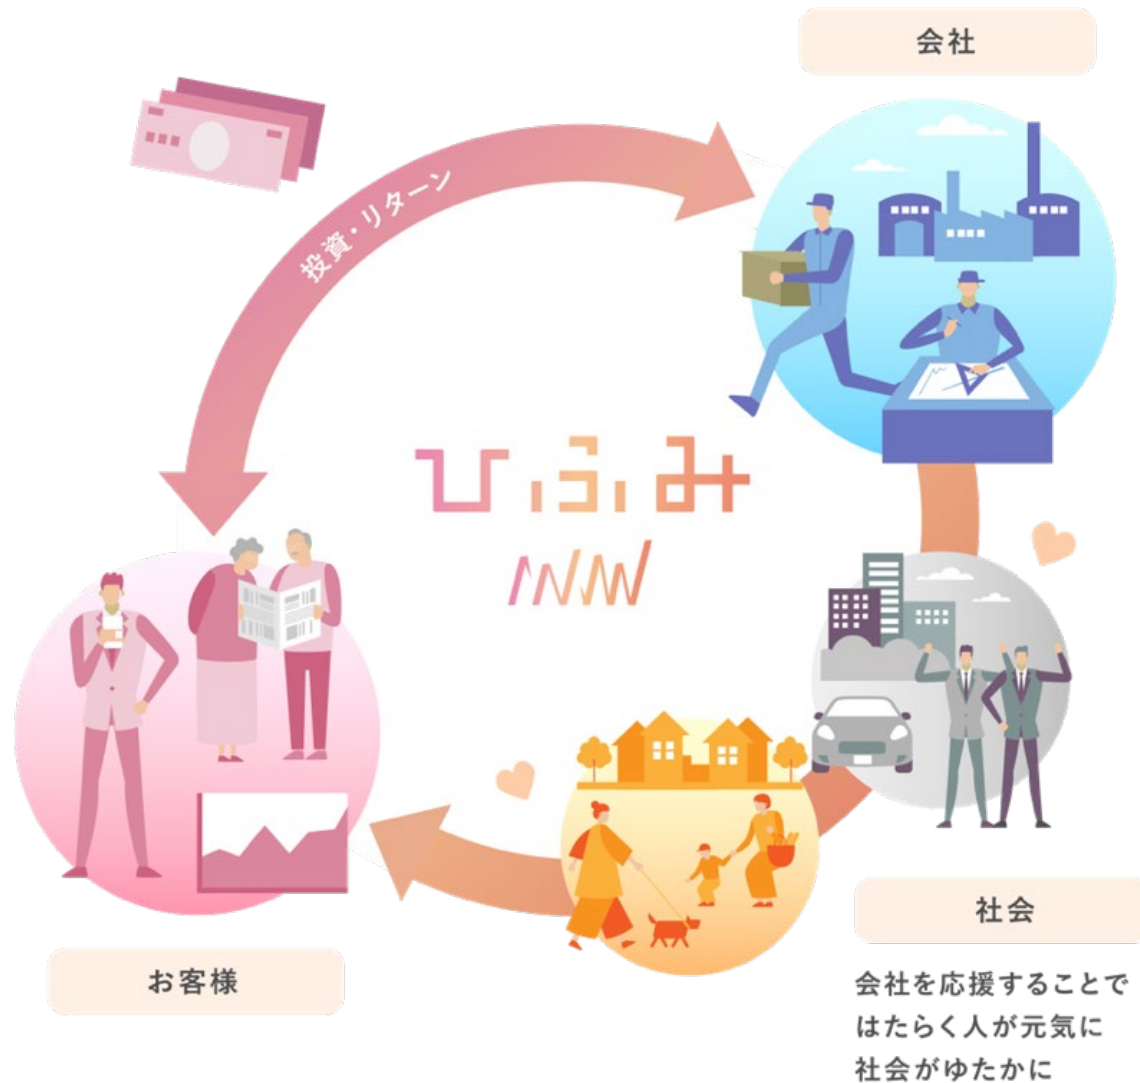 会社
投資・リターン
ひふみ
お客様
社会
会社を応援することで
はたらく人が元気に
社会がゆたかに